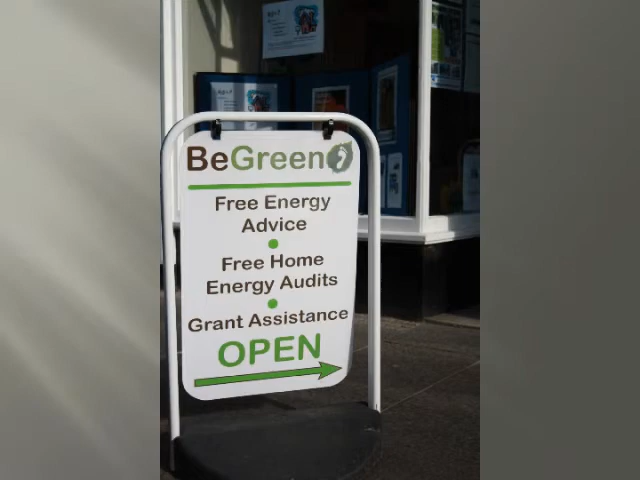 BeGreen
Free Energy
Advice
Free Home
Energy Audits
Grant Assistance
OPEN